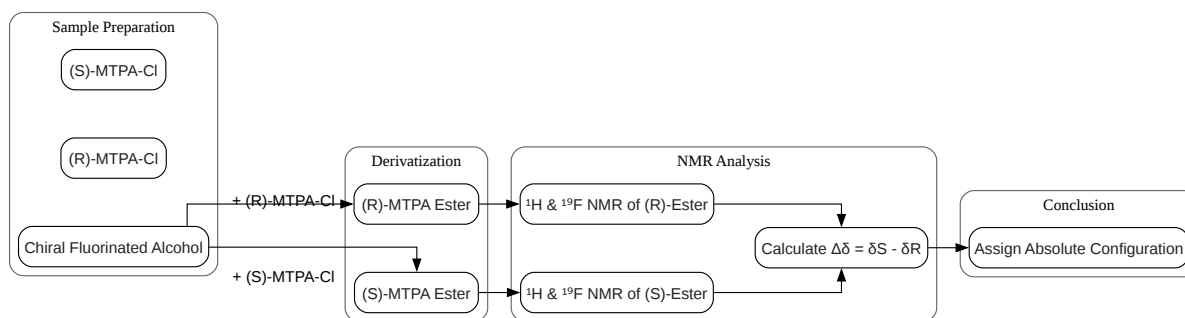 Sample Preparation
(S)-MTPA-Cl
(R)-MTPA-Cl
Chiral Fluorinated Alcohol
+ (R)-MTPA-Cl
+ (S)-MTPA-Cl
Derivatization
(R)-MTPA Ester
(S)-MTPA Ester
NMR Analysis
¹H & ¹⁹F NMR of (R)-Ester
¹H & ¹⁹F NMR of (S)-Ester
Calculate Δδ = δS - δR
Conclusion
Assign Absolute Configuration